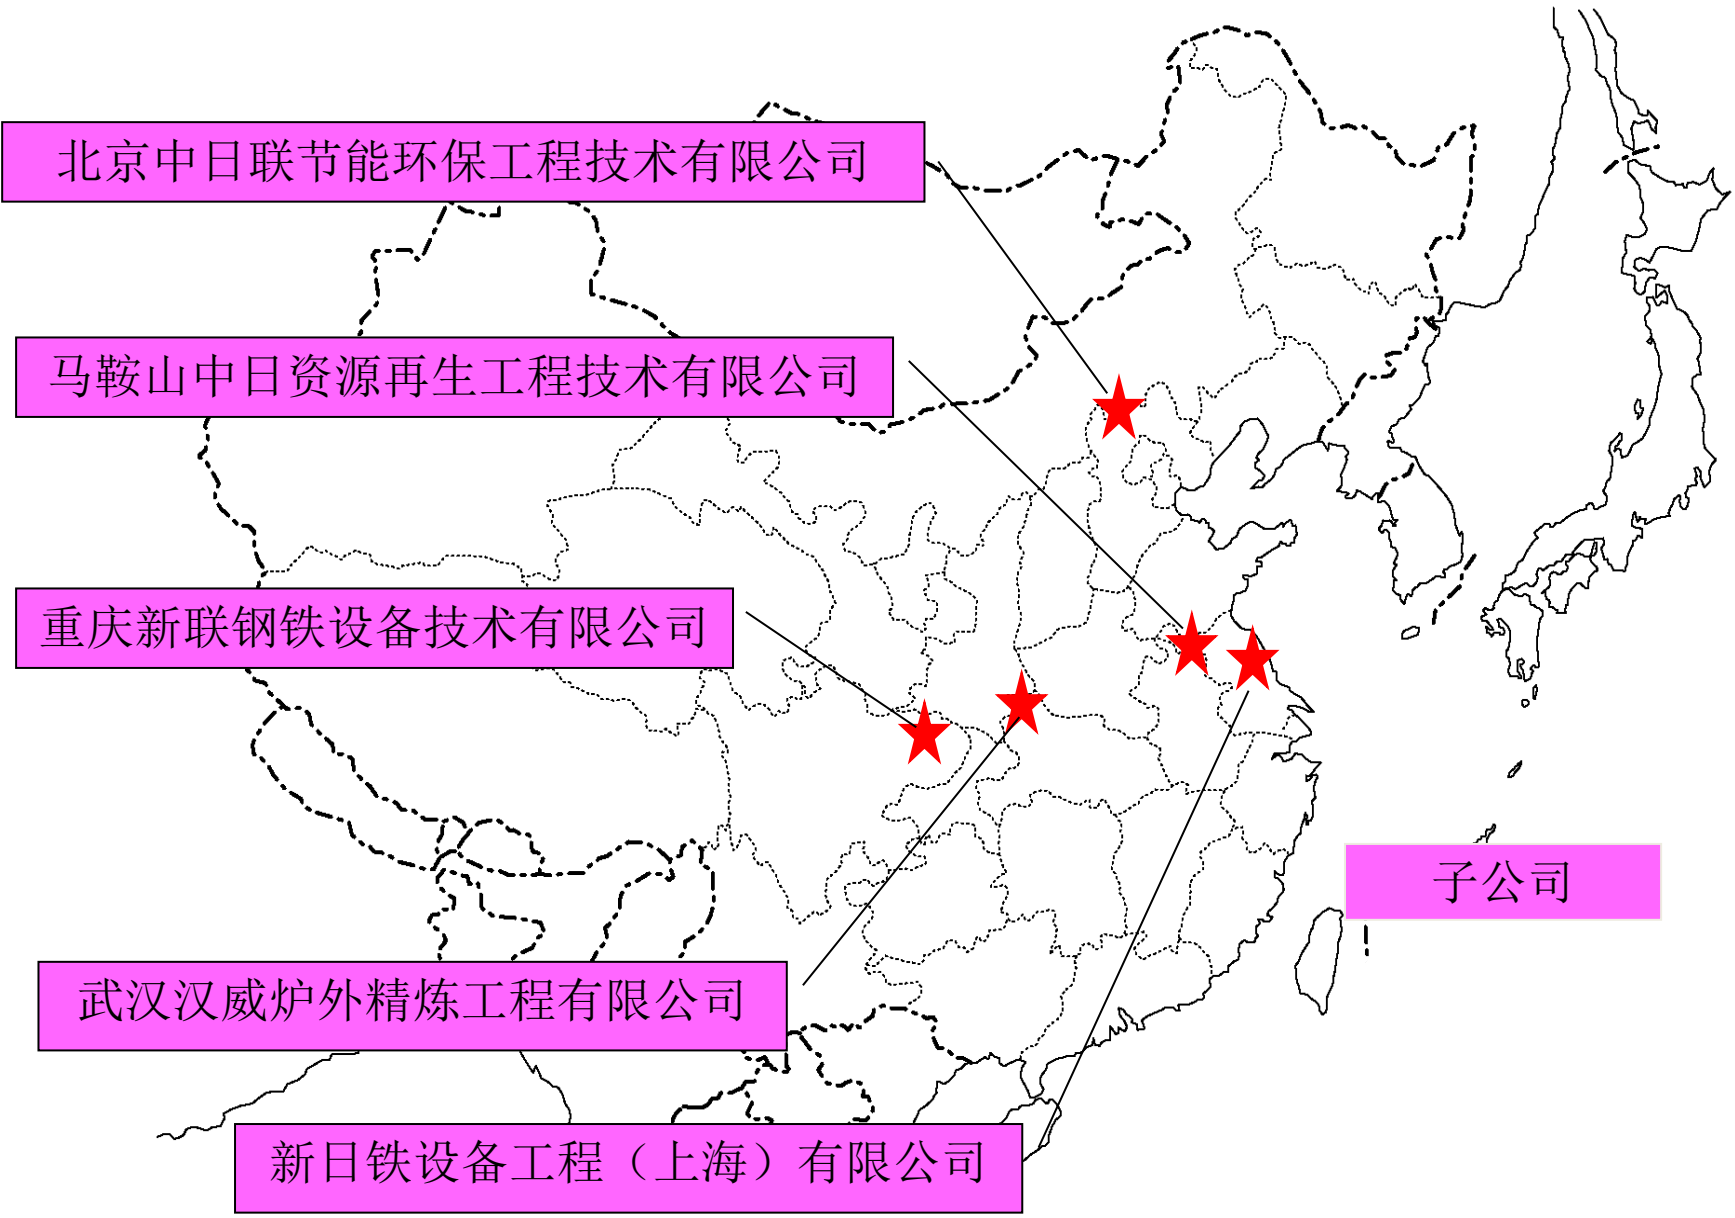 北京中日联节能环保工程技术有限公司
马鞍山中日资源再生工程技术有限公司
重庆新联钢铁设备技术有限公司
子公司
武汉汉威炉外精炼工程有限公司
新日铁设备工程（上海）有限公司